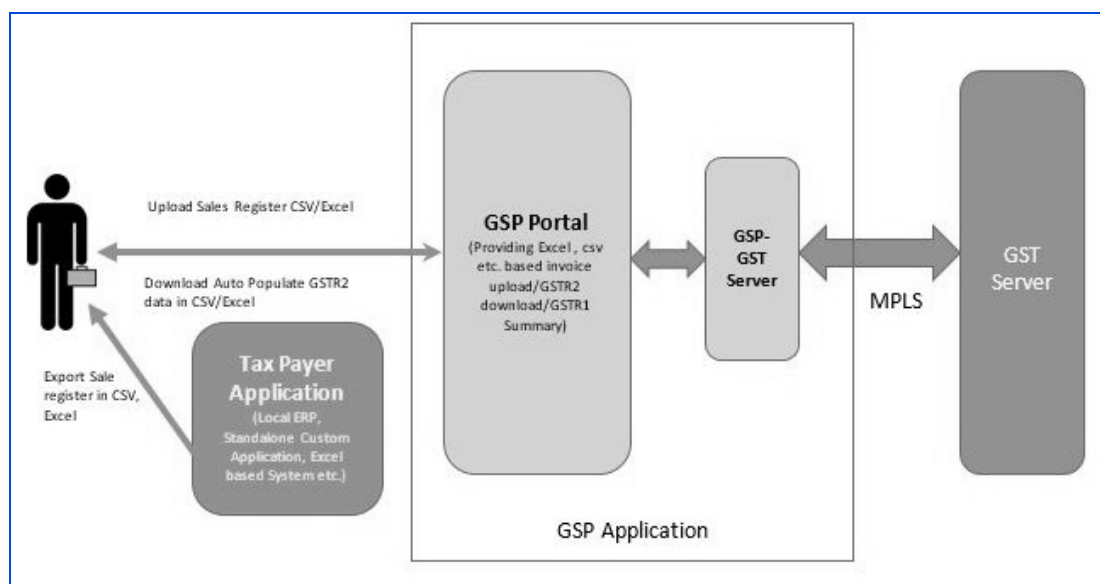 Upload Sales Register CSV/Excel
Download Auto Populate GSTR2
data in CSV/Excel
Export Sale
register in CSV,
Excel
Tax Payer
Application
(Local ERP,
Standalone Custom
Application, Excel
based System etc.)
GSP Portal
(Providing Excel , csv
etc. based invoice
upload/GSTR2
download/GSTR1
Summary)
GSP-
GST
Server
GSP Application
MPLS
GST
Server